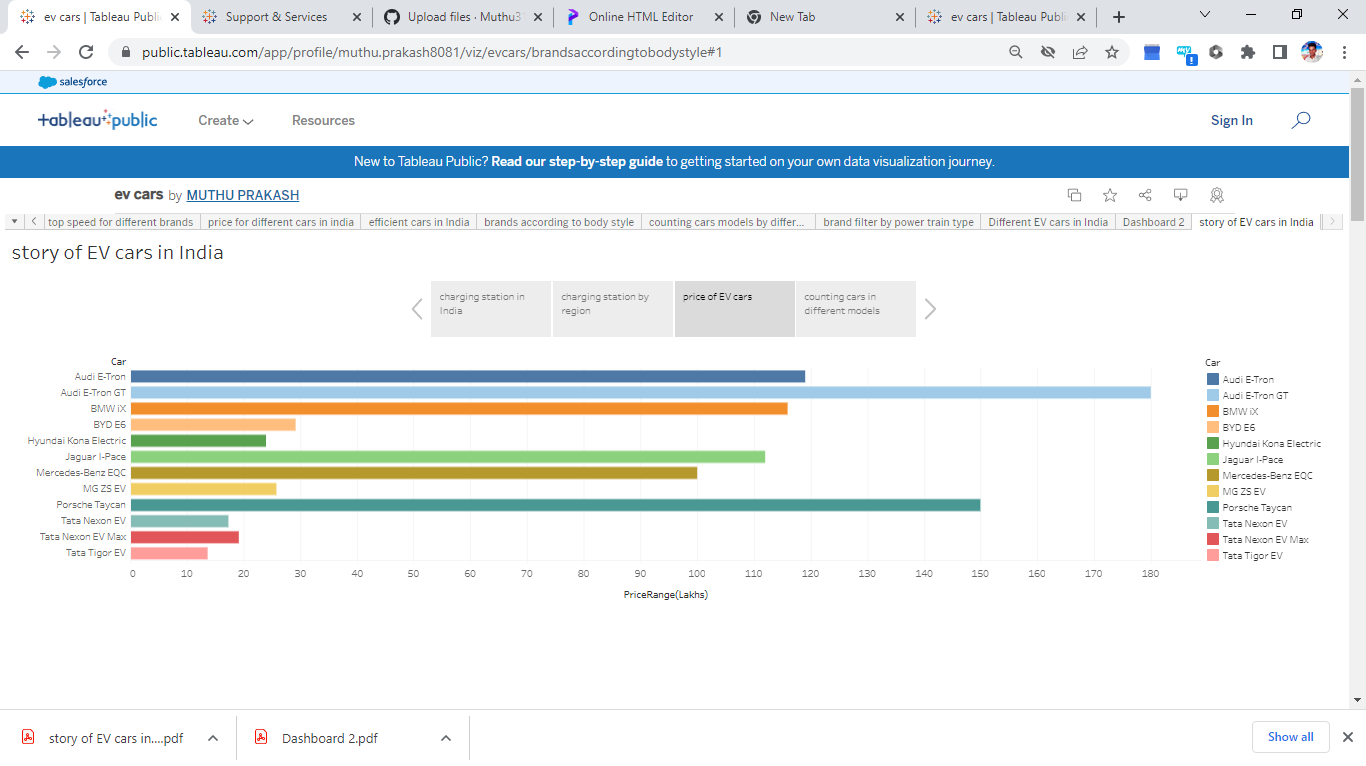 ev cars | Tableau Publi
Support & Services
Upload files · Muthu3
Online HTML Editor
New Tab
ev cars | Tableau Publi
public.tableau.com/app/profile/muthu.prakash8081/viz/evcars/brandsaccordingtobodystyle#1
salesforce
tableau public
Create
Resources
Sign In
New to Tableau Public? Read our step-by-step guide to getting started on your own data visualization journey.
ev cars by MUTHU PRAKASH
top speed for different brands
price for different cars in india
efficient cars in India
brands according to body style
counting cars models by differ...
brand filter by power train type
Different EV cars in India
Dashboard 2
story of EV cars in India
story of EV cars in India
charging station in
India
charging station by
region
price of EV cars
counting cars in
different models
Car
Audi E-Tron
Audi E-Tron GT
BMW iX
BYD E6
Hyundai Kona Electric
Jaguar I-Pace
Mercedes-Benz EQC
MG ZS EV
Porsche Taycan
Tata Nexon EV
Tata Nexon EV Max
Tata Tigor EV
0 10 20 30 40 50 60 70 80 90 100 110 120 130 140 150 160 170 180
PriceRange(Lakhs)
Car
Audi E-Tron
Audi E-Tron GT
BMW iX
BYD E6
Hyundai Kona Electric
Jaguar I-Pace
Mercedes-Benz EQC
MG ZS EV
Porsche Taycan
Tata Nexon EV
Tata Nexon EV Max
Tata Tigor EV
story of EV cars in....pdf
Dashboard 2.pdf
Show all